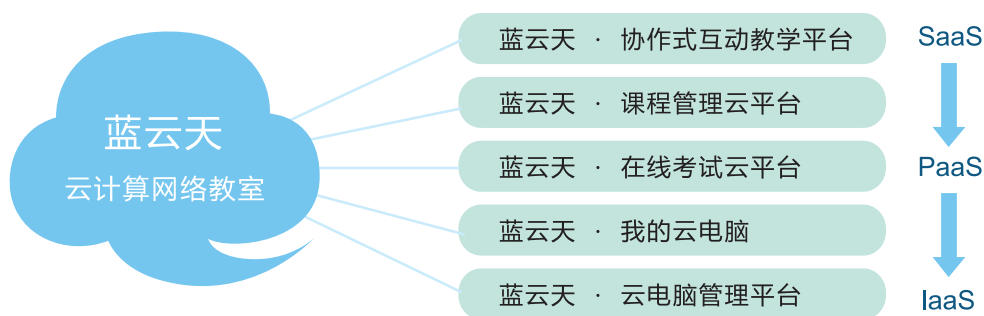 蓝云天
云计算网络教室
蓝云天 · 协作式互动教学平台
蓝云天 · 课程管理云平台
蓝云天 · 在线考试云平台
蓝云天 · 我的云电脑
蓝云天 · 云电脑管理平台
SaaS
PaaS
IaaS